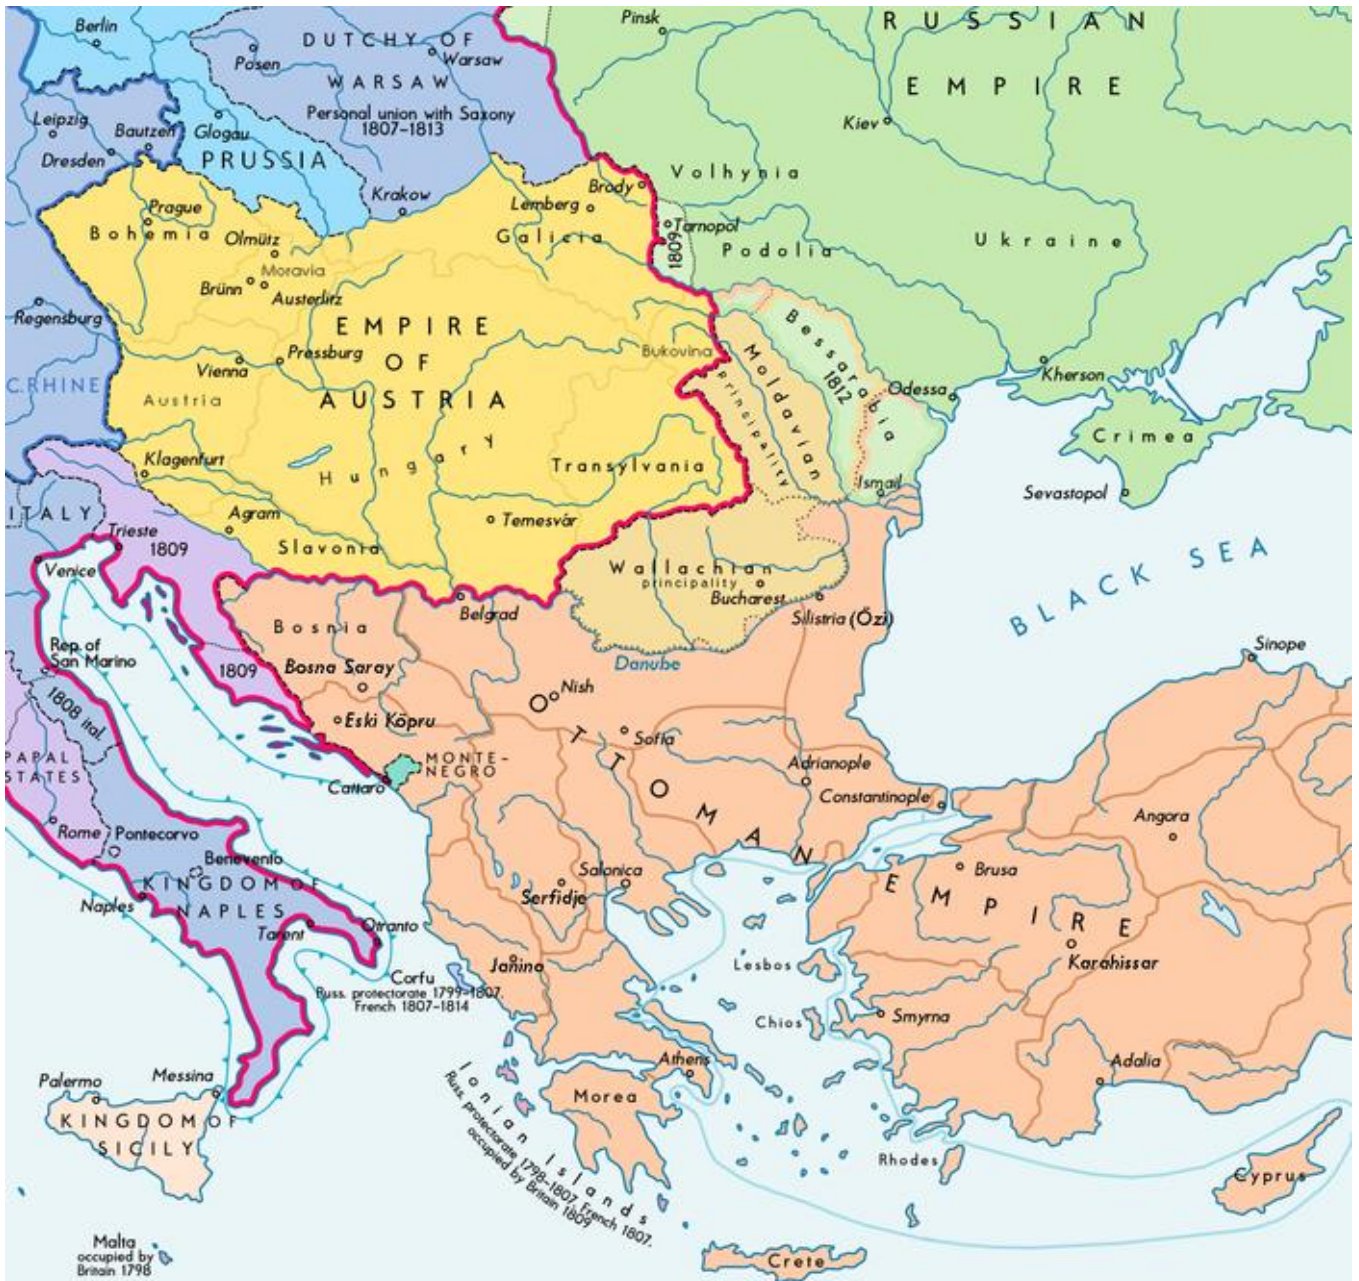 Berlin
Pinsk
RUSSIAN
EMPIRE
DUTCHY OF
WARSAW
Posen
Warsaw
Personal union with Saxony
1807-1813
Leipzig
Bautzen
Glogau
Dresden
PRUSSIA
Kiev
Volhynia
Krakow
Brody
Lemberg
Galicia
Tarnopol
1809
Podolia
Ukraine
Prague
Bohemia
Olmütz
Moravia
Brünn
Austerlitz
Regensburg
EMPIRE
OF
AUSTRIA
Pressburg
Vienna
Austria
Bukovina
C.RHINE
Moldavian
Principality
Bessarabia
1812
Odessa
Kherson
Crimea
Sevastopol
Ismail
Hungary
Klagenfurt
Transylvania
ITALY
Trieste
1809
Agram
Temesvár
Slavonia
Venice
Wallachian
principality
Bucharest
Belgrad
Silistria (Őzi)
BLACK SEA
Sinope
Bosnia
Bosna Saray
Danube
Rep. of
San Marino
1809
1808 ital.
Nish
Eski Köpru
Sofia
PAPAL
STATES
MONTE-
NEGRO
Cattaro
Adrianople
Constantinople
OTTOMAN
EMPIRE
Angora
Rome
Pontecorvo
Benevento
KINGDOM OF
NAPLES
Naples
Tarent
Otranto
Salonica
Serfidje
Brusa
Janina
Lesbos
Karahissar
Corfu
Russ. protectorate 1799-1807.
French 1807-1814
Chios
Smyrna
Athens
Adalia
Palermo
Messina
KINGDOM OF
SICILY
Morea
Ionian Islands
Russ. protectorate 1798-1807. French 1807.
occupied by Britain 1809
Rhodes
Cyprus
Malta
occupied by
Britain 1798
Crete